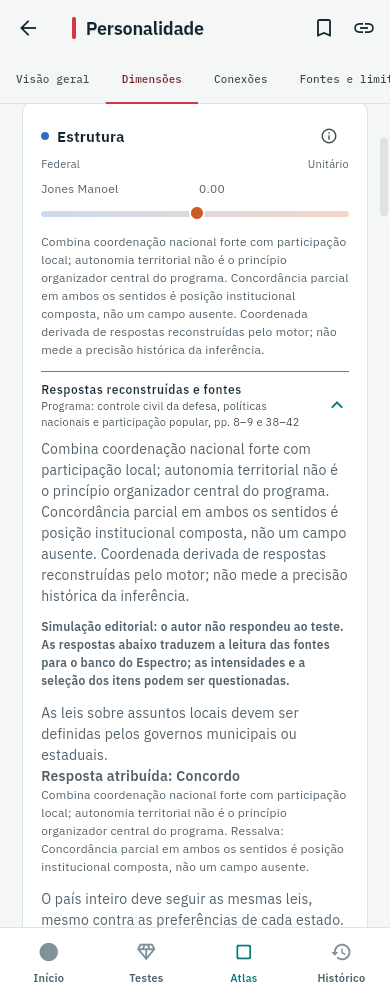 Personalidade
Visão geral
Dimensões
Conexões
Fontes e limit
Estrutura
Federal
Unitário
Jones Manoel
0.00
Combina coordenação nacional forte com participação
local; autonomia territorial não é o princípio
organizador central do programa. Concordância parcial
em ambos os sentidos é posição institucional
composta, não um campo ausente. Coordenada
derivada de respostas reconstruídas pelo motor; não
mede a precisão histórica da inferência.
Respostas reconstruídas e fontes
Programa: controle civil da defesa, políticas
nacionais e participação popular, pp. 8–9 e 38–42
Combina coordenação nacional forte com
participação local; autonomia territorial não é
o princípio organizador central do programa.
Concordância parcial em ambos os sentidos é
posição institucional composta, não um campo
ausente. Coordenada derivada de respostas
reconstruídas pelo motor; não mede a precisão
histórica da inferência.
Simulação editorial: o autor não respondeu ao teste.
As respostas abaixo traduzem a leitura das fontes
para o banco do Espectro; as intensidades e a
seleção dos itens podem ser questionadas.
As leis sobre assuntos locais devem ser
definidas pelos governos municipais ou
estaduais.
Resposta atribuída: Concordo
Combina coordenação nacional forte com participação
local; autonomia territorial não é o princípio
organizador central do programa. Ressalva:
Concordância parcial em ambos os sentidos é posição
institucional composta, não um campo ausente.
O país inteiro deve seguir as mesmas leis,
mesmo contra as preferências de cada estado.
Início
Testes
Atlas
Histórico